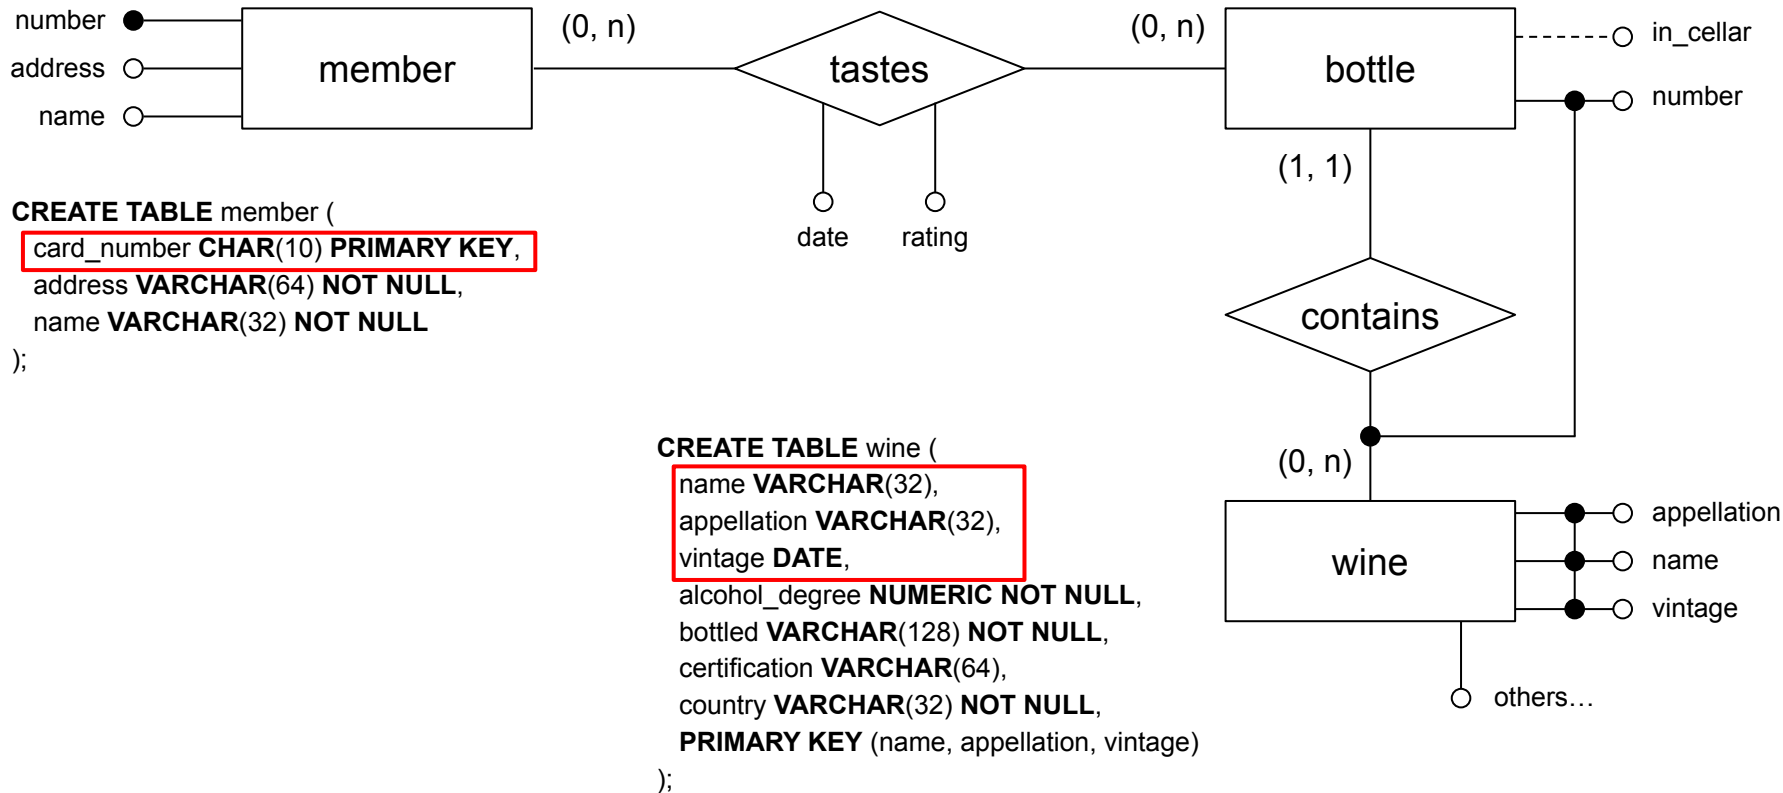 number
address
name
member
(0, n)
tastes
(0, n)
bottle
in_cellar
number
date
rating
(1, 1)
contains
(0, n)
wine
appellation
name
vintage
others…
CREATE TABLE member (
card_number CHAR(10) PRIMARY KEY,
address VARCHAR(64) NOT NULL,
name VARCHAR(32) NOT NULL
);
CREATE TABLE wine (
name VARCHAR(32),
appellation VARCHAR(32),
vintage DATE,
alcohol_degree NUMERIC NOT NULL,
bottled VARCHAR(128) NOT NULL,
certification VARCHAR(64),
country VARCHAR(32) NOT NULL,
PRIMARY KEY (name, appellation, vintage)
);